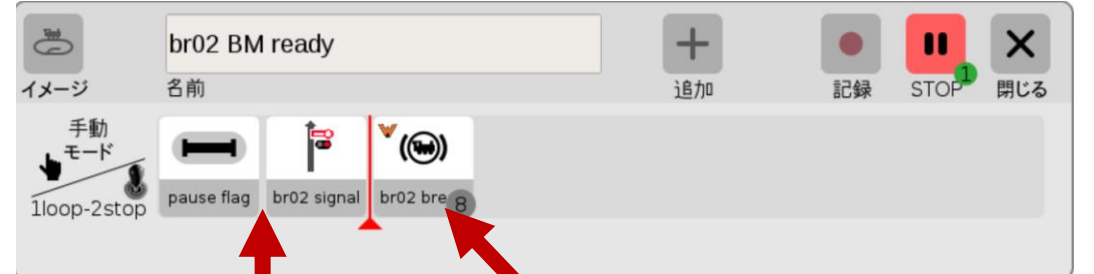 br02 BM ready
イメージ
名前
追加
記録
STOP
1
閉じる
手動
モード
1loop-2stop
pause flag
br02 signal
br02 bre
8